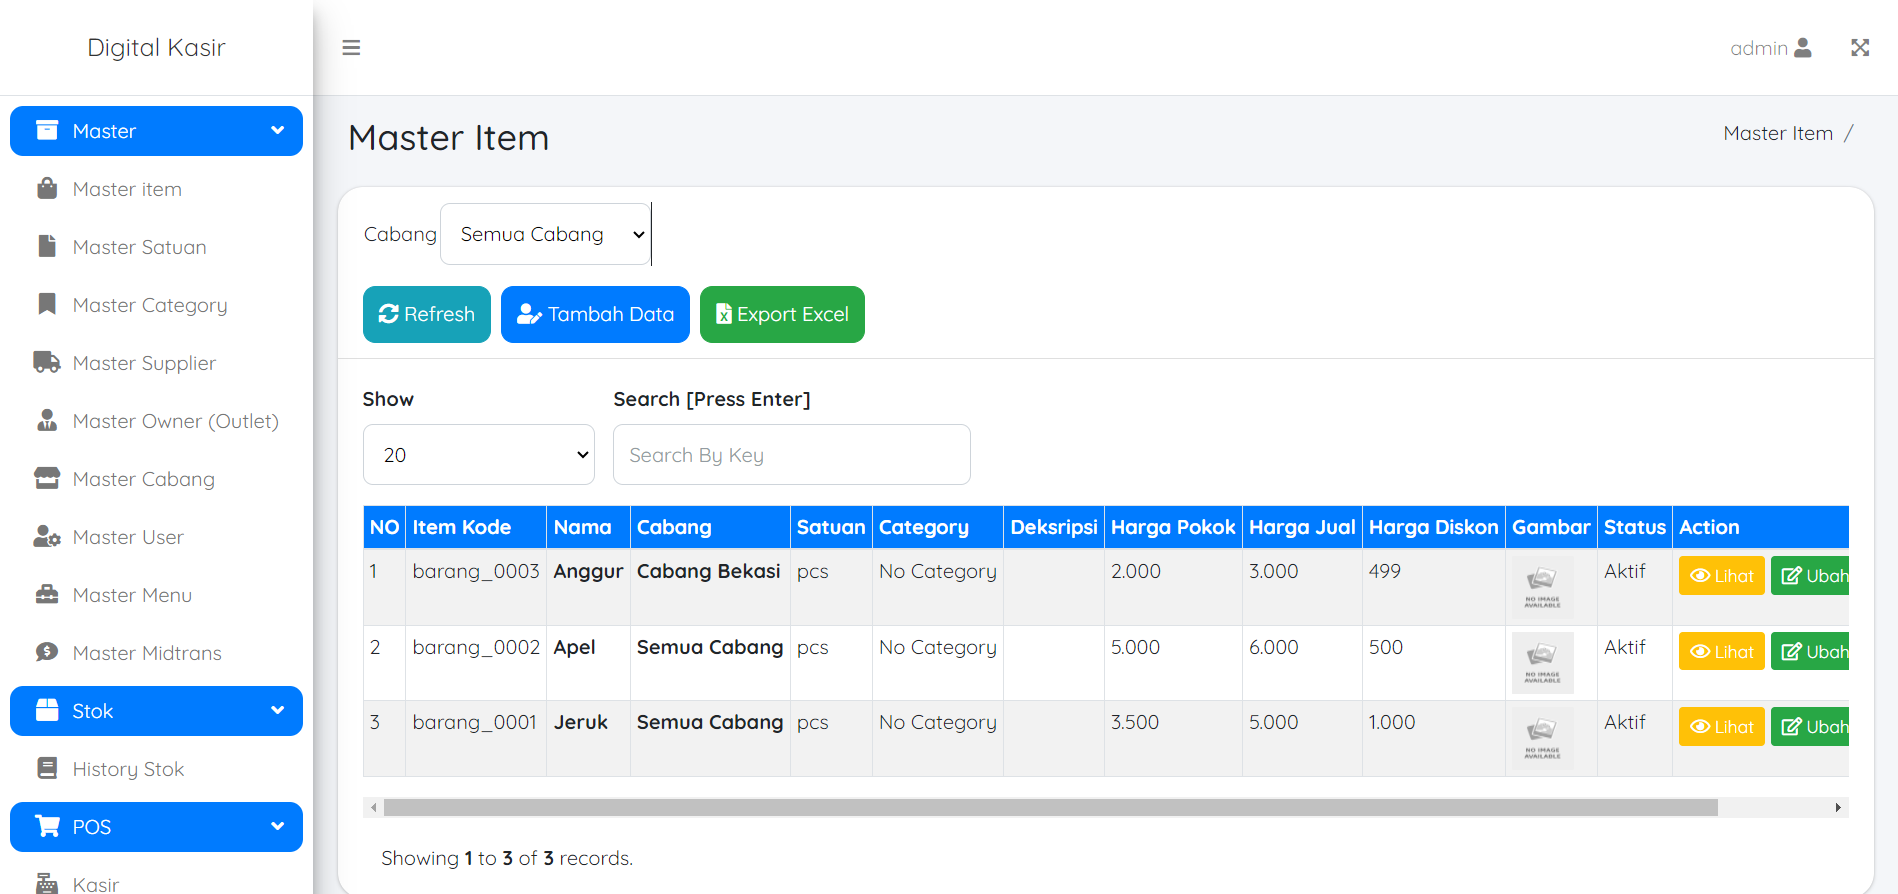 Digital Kasir
admin
Master
Master item
Master Satuan
Master Category
Master Supplier
Master Owner (Outlet)
Master Cabang
Master User
Master Menu
Master Midtrans
Stok
History Stok
POS
Kasir
Master Item
Master Item /
Cabang Semua Cabang
Refresh Tambah Data Export Excel
Show Search [Press Enter]
20 Search By Key
NO Item Kode Nama Cabang Satuan Category Deksripsi Harga Pokok Harga Jual Harga Diskon Gambar Status Action
1 barang_0003 Anggur Cabang Bekasi pcs No Category 2.000 3.000 499 NO IMAGE AVAILABLE Aktif Lihat Ubah
2 barang_0002 Apel Semua Cabang pcs No Category 5.000 6.000 500 NO IMAGE AVAILABLE Aktif Lihat Ubah
3 barang_0001 Jeruk Semua Cabang pcs No Category 3.500 5.000 1.000 NO IMAGE AVAILABLE Aktif Lihat Ubah
Showing 1 to 3 of 3 records.